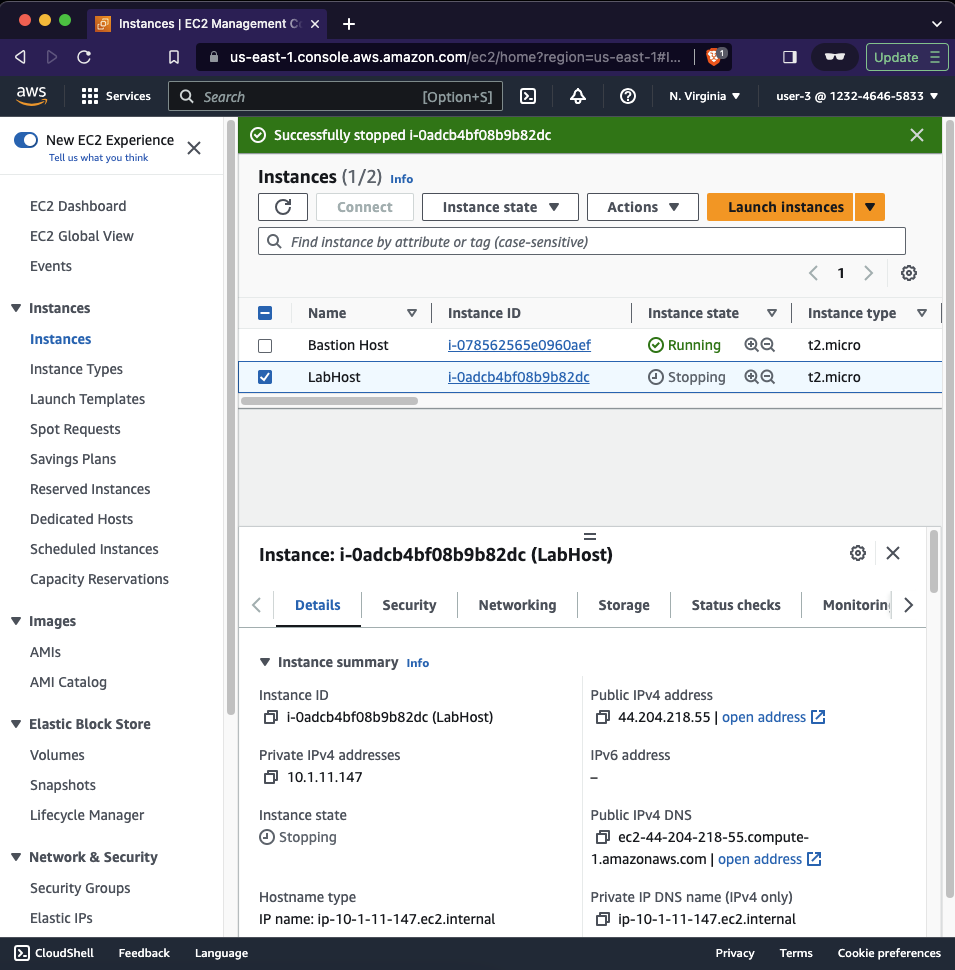 Instances | EC2 Management Co
us-east-1.console.aws.amazon.com/ec2/home?region=us-east-1#I...
1
Update
aws
Services
Search
[Option+S]
N. Virginia
user-3 @ 1232-4646-5833
New EC2 Experience
Tell us what you think
EC2 Dashboard
EC2 Global View
Events
Instances
Instances
Instance Types
Launch Templates
Spot Requests
Savings Plans
Reserved Instances
Dedicated Hosts
Scheduled Instances
Capacity Reservations
Images
AMIs
AMI Catalog
Elastic Block Store
Volumes
Snapshots
Lifecycle Manager
Network & Security
Security Groups
Elastic IPs
Successfully stopped i-0adcb4bf08b9b82dc
Instances (1/2) Info
Connect
Instance state
Actions
Launch instances
Find instance by attribute or tag (case-sensitive)
1
Name Instance ID Instance state Instance type
Bastion Host i-078562565e0960aef Running t2.micro
LabHost i-0adcb4bf08b9b82dc Stopping t2.micro
Instance: i-0adcb4bf08b9b82dc (LabHost)
Details Security Networking Storage Status checks Monitorin
Instance summary Info
Instance ID
i-0adcb4bf08b9b82dc (LabHost)
Public IPv4 address
44.204.218.55 | open address
Private IPv4 addresses
10.1.11.147
IPv6 address
–
Instance state
Stopping
Public IPv4 DNS
ec2-44-204-218-55.compute-
1.amazonaws.com | open address
Hostname type
IP name: ip-10-1-11-147.ec2.internal
Private IP DNS name (IPv4 only)
ip-10-1-11-147.ec2.internal
CloudShell Feedback Language Privacy Terms Cookie preferences